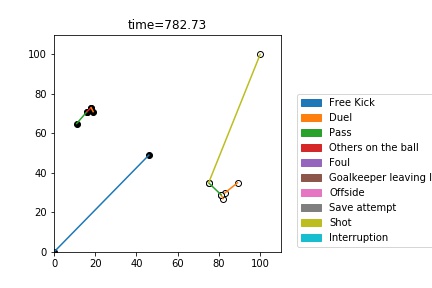 time=782.73
100
80
60
40
20
0
0 20 40 60 80 100
Free Kick
Duel
Pass
Others on the ball
Foul
Goalkeeper leaving l
Offside
Save attempt
Shot
Interruption